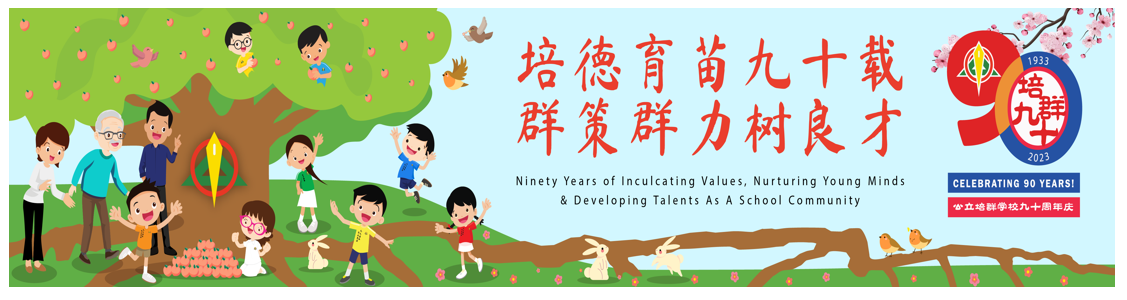 培德育苗九十载
群策群力树良才
Ninety Years of Inculcating Values, Nurturing Young Minds
& Developing Talents As A School Community
90
1933
培群
九十
2023
CELEBRATING 90 YEARS!
公立培群学校九十周年庆